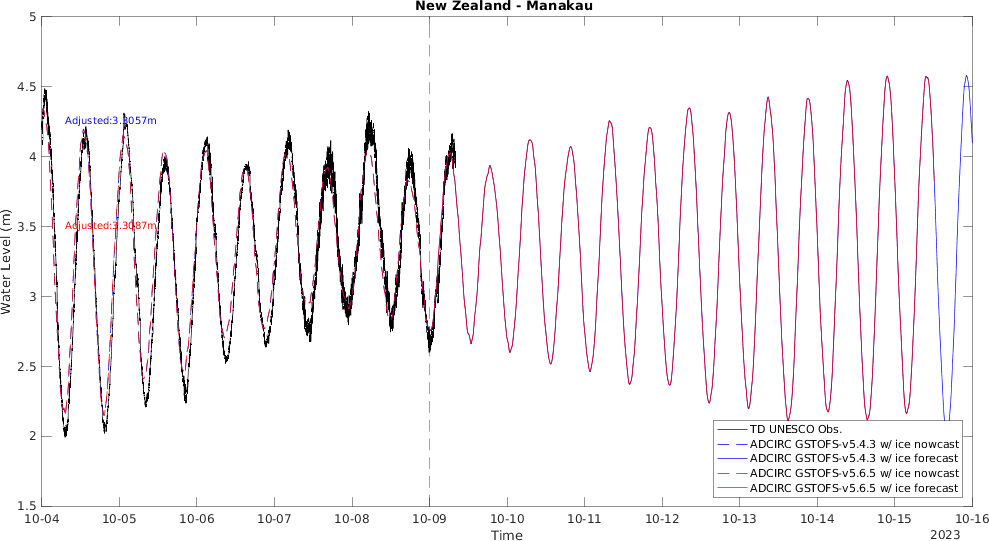 New Zealand - Manakau
5
4.5
4
3.5
3
2.5
2
1.5
Water Level (m)
Adjusted:3.3057m
Adjusted:3.3087m
TD UNESCO Obs.
ADCIRC GSTOFS-v5.4.3 w/ ice nowcast
ADCIRC GSTOFS-v5.4.3 w/ ice forecast
ADCIRC GSTOFS-v5.6.5 w/ ice nowcast
ADCIRC GSTOFS-v5.6.5 w/ ice forecast
10-04 10-05 10-06 10-07 10-08 10-09 10-10 10-11 10-12 10-13 10-14 10-15 10-16
Time
2023